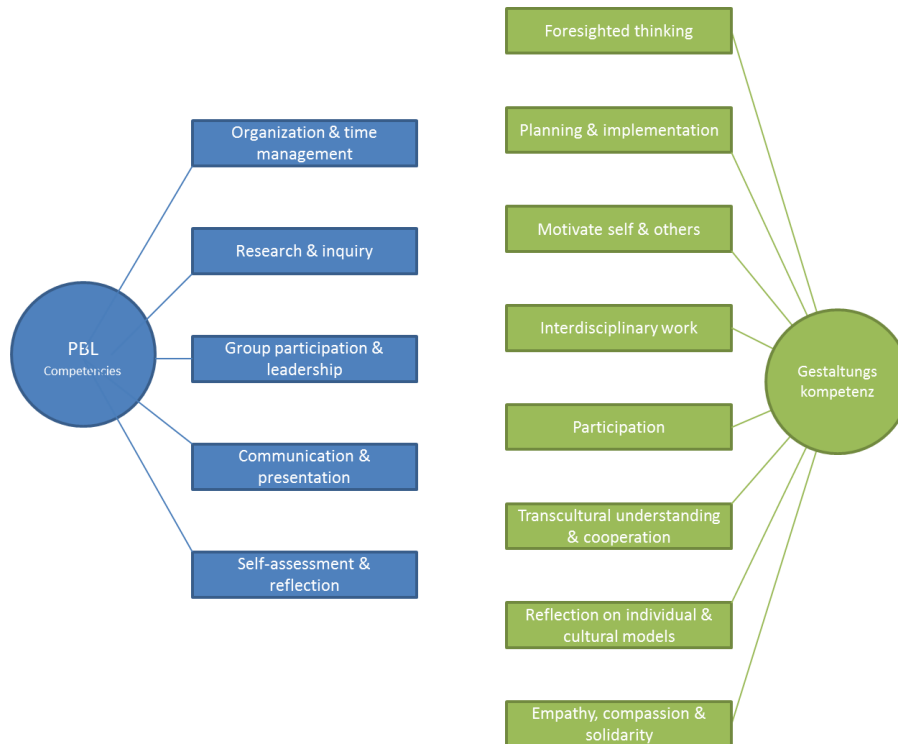 PBL
Competencies
Organization & time
management
Research & inquiry
Group participation &
leadership
Communication &
presentation
Self-assessment &
reflection
Foresighted thinking
Planning & implementation
Motivate self & others
Interdisciplinary work
Participation
Transcultural understanding
& cooperation
Reflection on individual &
cultural models
Empathy, compassion &
solidarity
Gestaltungs
kompetenz